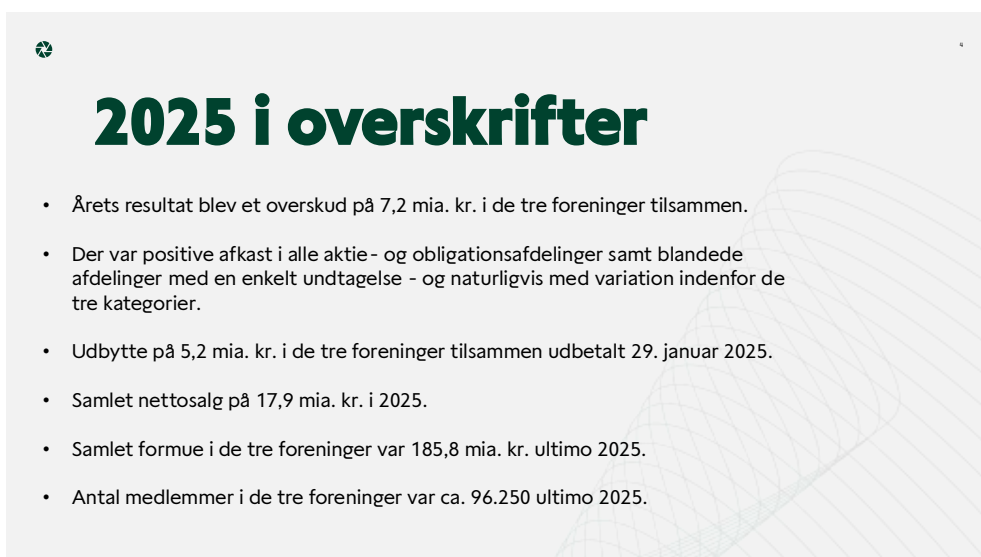 2025 i overskrifter
• Årets resultat blev et overskud på 7,2 mia. kr. i de tre foreninger tilsammen.
• Der var positive afkast i alle aktie- og obligationsafdelinger samt blandede
afdelinger med en enkelt undtagelse - og naturligvis med variation indenfor de
tre kategorier.
• Udbytte på 5,2 mia. kr. i de tre foreninger tilsammen udbetalt 29. januar 2025.
• Samlet nettosalg på 17,9 mia. kr. i 2025.
• Samlet formue i de tre foreninger var 185,8 mia. kr. ultimo 2025.
• Antal medlemmer i de tre foreninger var ca. 96.250 ultimo 2025.